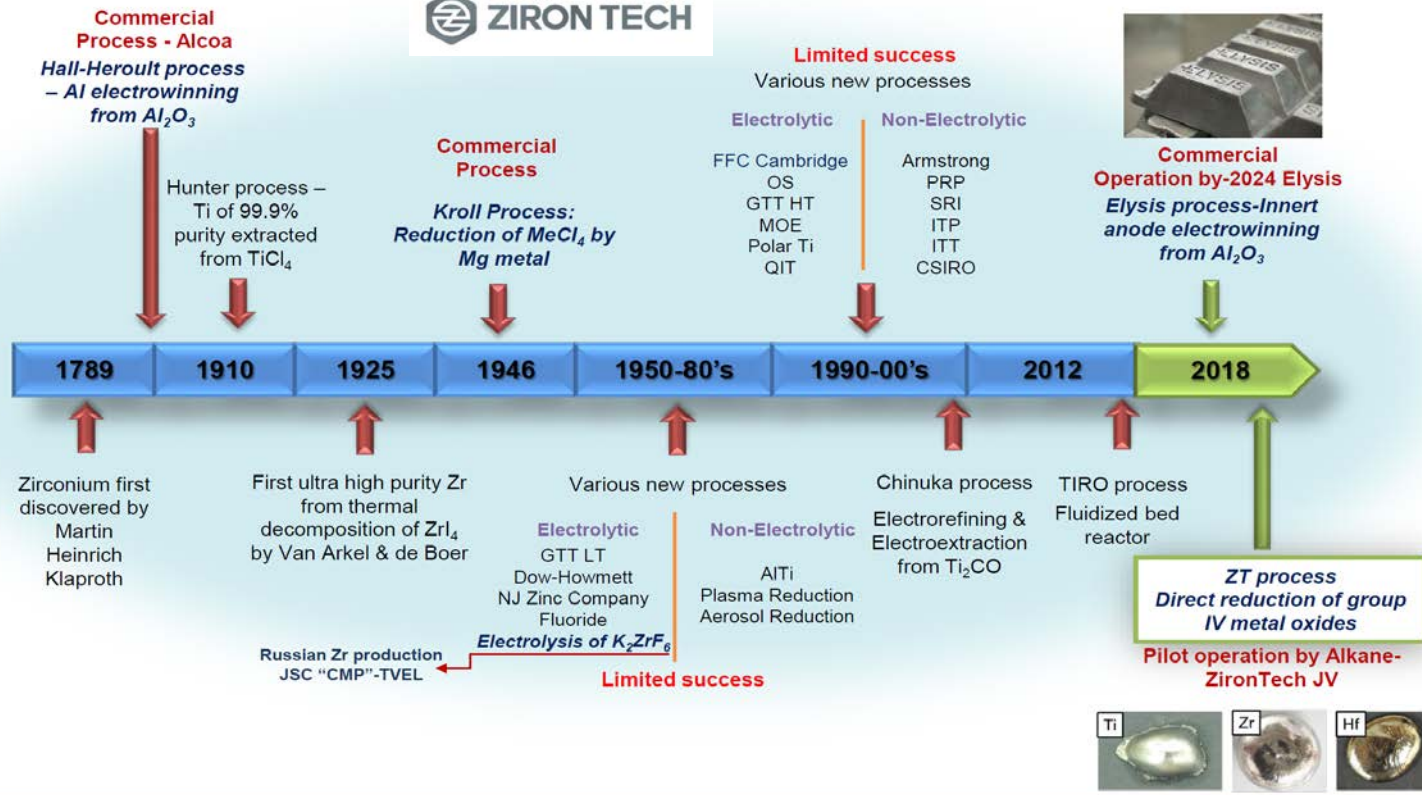 ZIRON TECH
Commercial
Process - Alcoa
Hall-Heroult process
– Al electrowinning
from Al₂O₃
Hunter process –
Ti of 99.9%
purity extracted
from TiCl₄
Commercial
Process
Kroll Process:
Reduction of MeCl₄ by
Mg metal
Limited success
Various new processes
Electrolytic
FFC Cambridge
OS
GTT HT
MOE
Polar Ti
QIT
Non-Electrolytic
Armstrong
PRP
SRI
ITP
ITT
CSIRO
ELYSIS
Commercial
Operation by-2024 Elysis
Elysis process-Innert
anode electrowinning
from Al₂O₃
1789
1910
1925
1946
1950-80’s
1990-00’s
2012
2018
Zirconium first
discovered by
Martin
Heinrich
Klaproth
First ultra high purity Zr
from thermal
decomposition of ZrI₄
by Van Arkel & de Boer
Various new processes
Electrolytic
GTT LT
Dow-Howmett
NJ Zinc Company
Fluoride
Electrolysis of K₂ZrF₆
Non-Electrolytic
AlTi
Plasma Reduction
Aerosol Reduction
Limited success
Russian Zr production
JSC “CMP”-TVEL
Chinuka process
Electrorefining &
Electroextraction
from Ti₂CO
TIRO process
Fluidized bed
reactor
ZT process
Direct reduction of group
IV metal oxides
Pilot operation by Alkane-
ZironTech JV
Ti
Zr
Hf